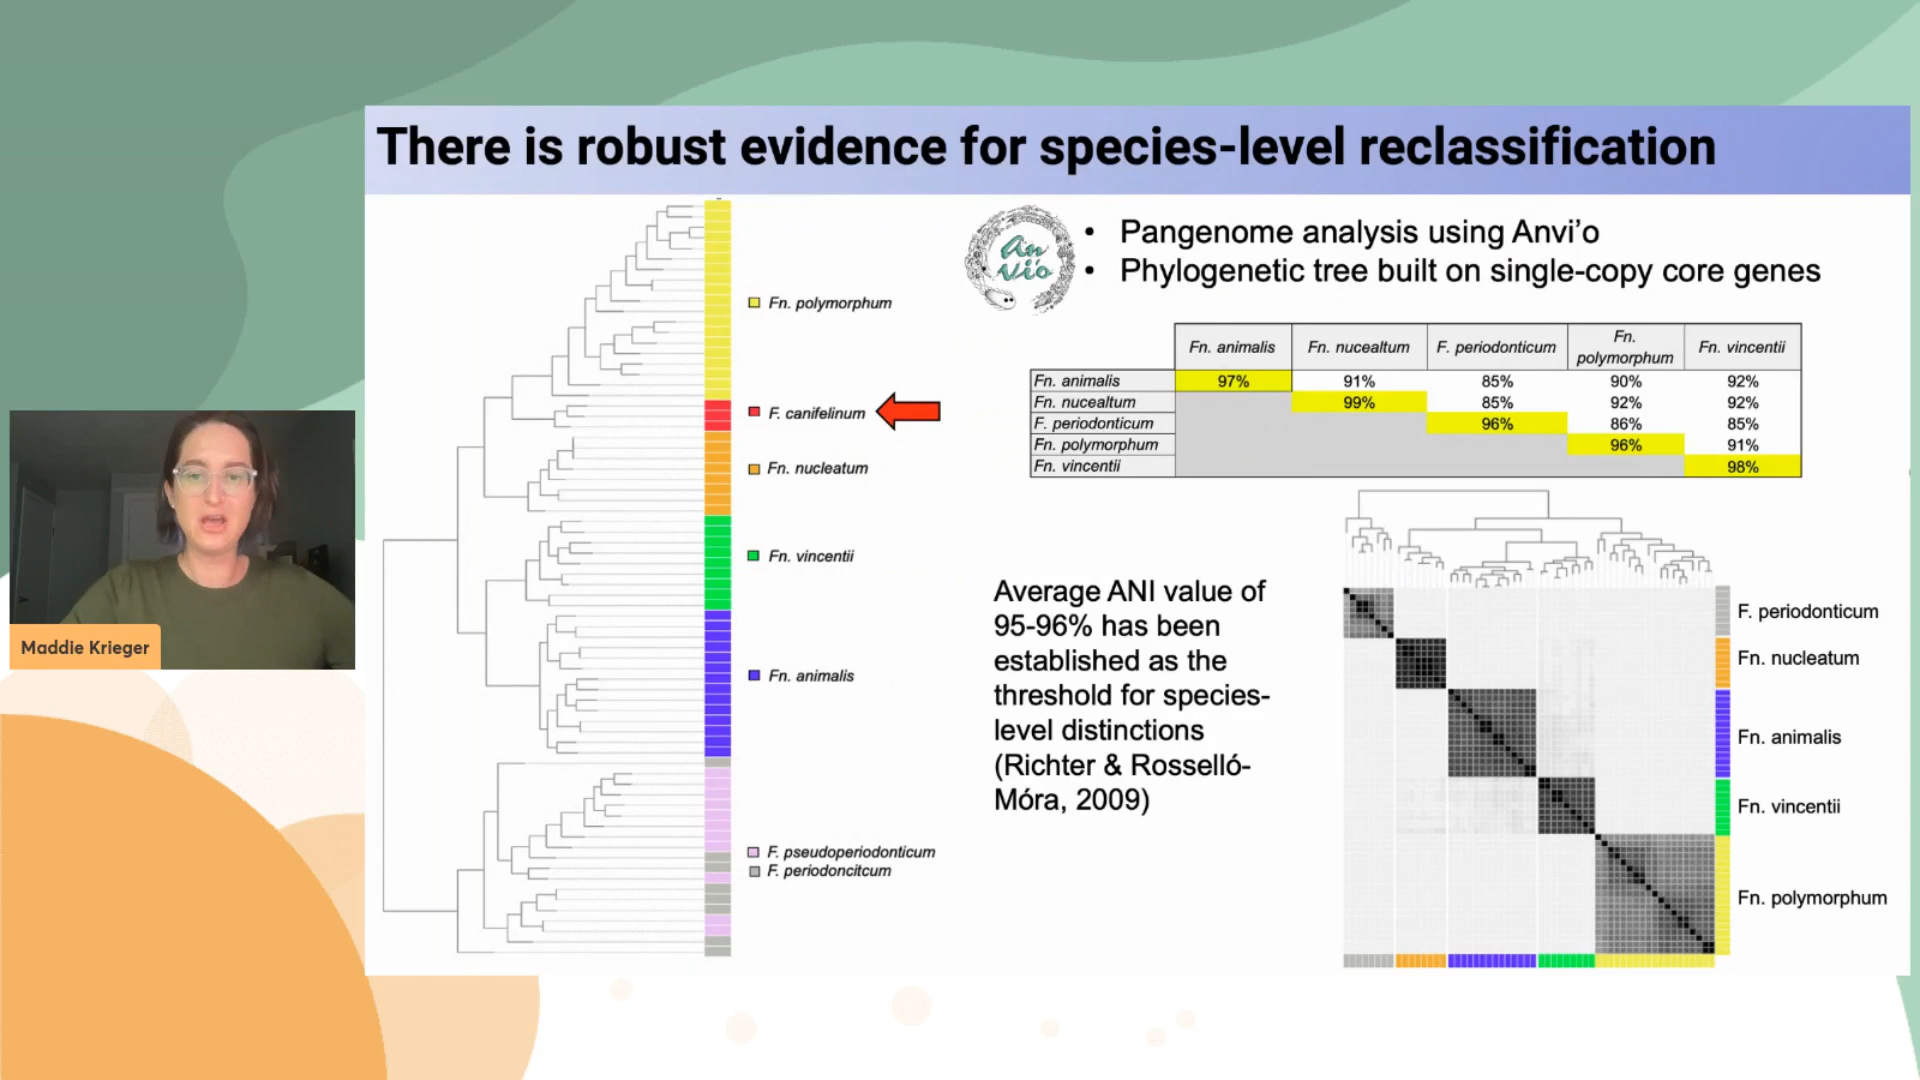 There is robust evidence for species-level reclassification
An
vi'o
• Pangenome analysis using Anvi'o
• Phylogenetic tree built on single-copy core genes
Fn. polymorphum
F. canifelinum
Fn. nucleatum
Fn. vincentii
Fn. animalis
F. pseudoperiodonticum
F. periodoncitcum
Fn. animalis Fn. nucealtum F. periodonticum Fn. polymorphum Fn. vincentii
Fn. animalis 97% 91% 85% 90% 92%
Fn. nucealtum 99% 85% 92% 92%
F. periodonticum 96% 86% 85%
Fn. polymorphum 96% 91%
Fn. vincentii 98%
Average ANI value of
95-96% has been
established as the
threshold for species-
level distinctions
(Richter & Rosselló-
Móra, 2009)
F. periodonticum
Fn. nucleatum
Fn. animalis
Fn. vincentii
Fn. polymorphum
Maddie Krieger